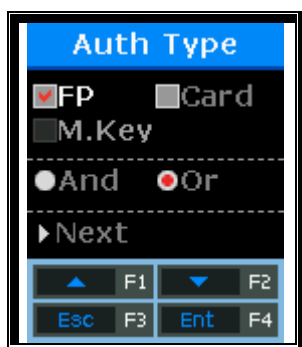 Auth Type
FP Card
M.Key
And Or
Next
F1 F2
Esc F3 Ent F4